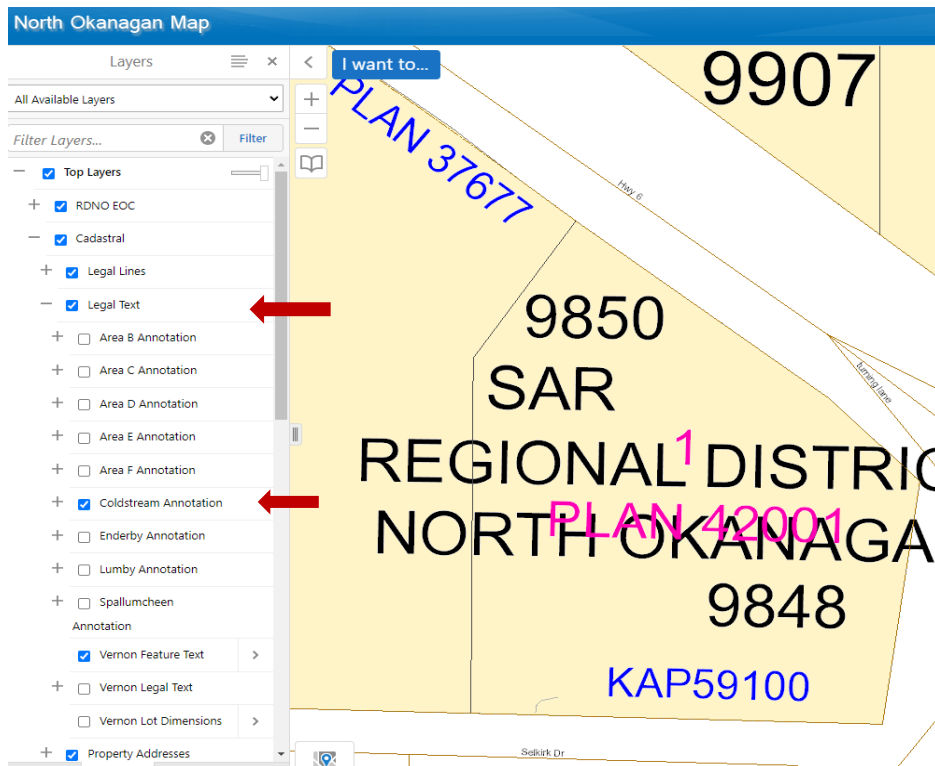 North Okanagan Map
Layers
All Available Layers
Filter Layers...
Filter
Top Layers
RDNO EOC
Cadastral
Legal Lines
Legal Text
Area B Annotation
Area C Annotation
Area D Annotation
Area E Annotation
Area F Annotation
Coldstream Annotation
Enderby Annotation
Lumby Annotation
Spallumcheen
Annotation
Vernon Feature Text
Vernon Legal Text
Vernon Lot Dimensions
Property Addresses
I want to...
9907
PLAN 37677
Hwy 6
9850
SAR
turning lane
1
REGIONAL DISTRIC
PLAN 42001
NORTH OKANAGA
9848
KAP59100
Selkirk Dr